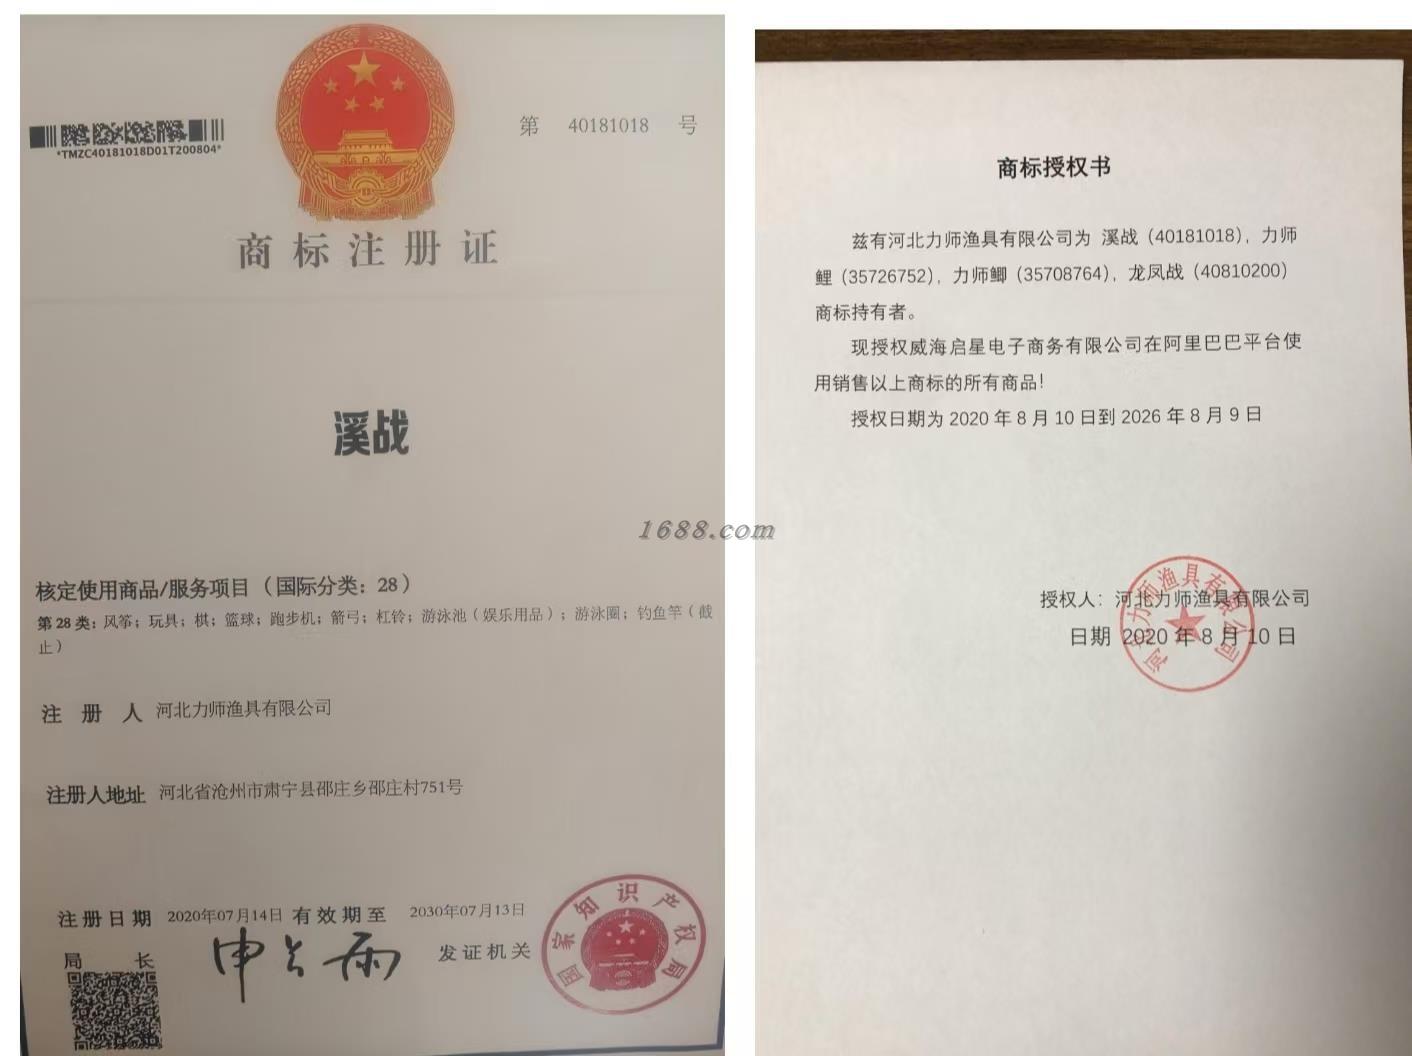 *TMZC40181018D01T200804*
第 40181018 号
商标注册证
溪战
核定使用商品/服务项目（国际分类：28）
第 28 类：风筝；玩具；棋；篮球；跑步机；箭弓；杠铃；游泳池（娱乐用品）；游泳圈；钓鱼竿（截
止）
注 册 人 河北力师渔具有限公司
注册人地址 河北省沧州市肃宁县邵庄乡邵庄村751号
注册日期 2020年07月14日 有效期至 2030年07月13日
局 长 申长雨 发证机关
国家知识产权局
1688.com
商标授权书
兹有河北力师渔具有限公司为 溪战（40181018），力师
鲤（35726752），力师鲫（35708764），龙凤战（40810200）
商标持有者。
现授权威海启星电子商务有限公司在阿里巴巴平台使
用销售以上商标的所有商品！
授权日期为 2020 年 8 月 10 日到 2026 年 8 月 9 日
授权人：河北力师渔具有限公司
日期 2020 年 8 月 10 日
河北力师渔具有限公司